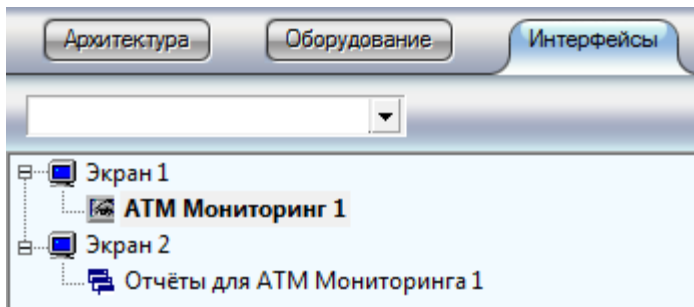 Архитектура Оборудование Интерфейсы
Экран 1
АТМ Мониторинг 1
Экран 2
Отчёты для АТМ Мониторинга 1